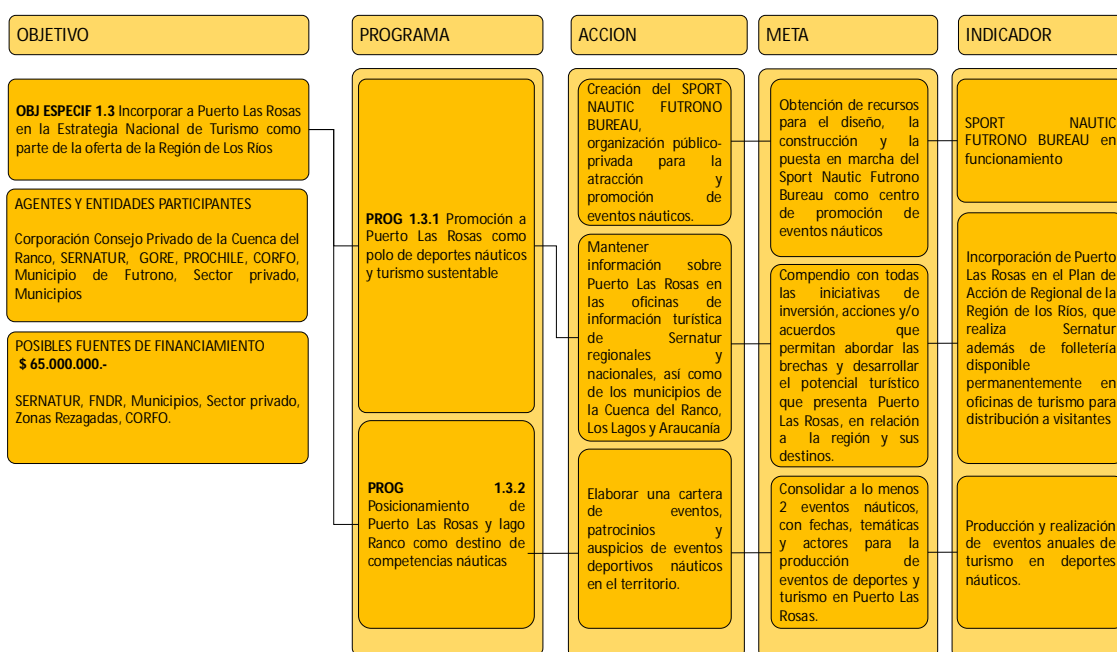 OBJETIVO
OBJ ESPECIF 1.3 Incorporar a Puerto Las Rosas
en la Estrategia Nacional de Turismo como
parte de la oferta de la Región de Los Ríos
AGENTES Y ENTIDADES PARTICIPANTES
Corporación Consejo Privado de la Cuenca del
Ranco, SERNATUR, GORE, PROCHILE, CORFO,
Municipio de Futrono, Sector privado,
Municipios
POSIBLES FUENTES DE FINANCIAMIENTO
$ 65.000.000.-
SERNATUR, FNDR, Municipios, Sector privado,
Zonas Rezagadas, CORFO.
PROGRAMA
PROG 1.3.1 Promoción a
Puerto Las Rosas como
polo de deportes náuticos
y turismo sustentable
PROG 1.3.2
Posicionamiento de
Puerto Las Rosas y lago
Ranco como destino de
competencias náuticas
ACCION
Creación del SPORT
NAUTIC FUTRONO
BUREAU,
organización público-
privada para la
atracción y
promoción de
eventos náuticos.
Mantener
información sobre
Puerto Las Rosas en
las oficinas de
información turística
de Sernatur
regionales y
nacionales, así como
de los municipios de
la Cuenca del Ranco,
Los Lagos y Araucanía
Elaborar una cartera
de eventos,
patrocinios y
auspicios de eventos
deportivos náuticos
en el territorio.
META
Obtención de recursos
para el diseño, la
construcción y la
puesta en marcha del
Sport Nautic Futrono
Bureau como centro
de promoción de
eventos náuticos
Compendio con todas
las iniciativas de
inversión, acciones y/o
acuerdos que
permitan abordar las
brechas y desarrollar
el potencial turístico
que presenta Puerto
Las Rosas, en relación
a la región y sus
destinos.
Consolidar a lo menos
2 eventos náuticos,
con fechas, temáticas
y actores para la
producción de
eventos de deportes y
turismo en Puerto Las
Rosas.
INDICADOR
SPORT NAUTIC
FUTRONO BUREAU en
funcionamiento
Incorporación de Puerto
Las Rosas en el Plan de
Acción de Regional de la
Región de los Ríos, que
realiza Sernatur
además de folletería
disponible
permanentemente en
oficinas de turismo para
distribución a visitantes
Producción y realización
de eventos anuales de
turismo en deportes
náuticos.